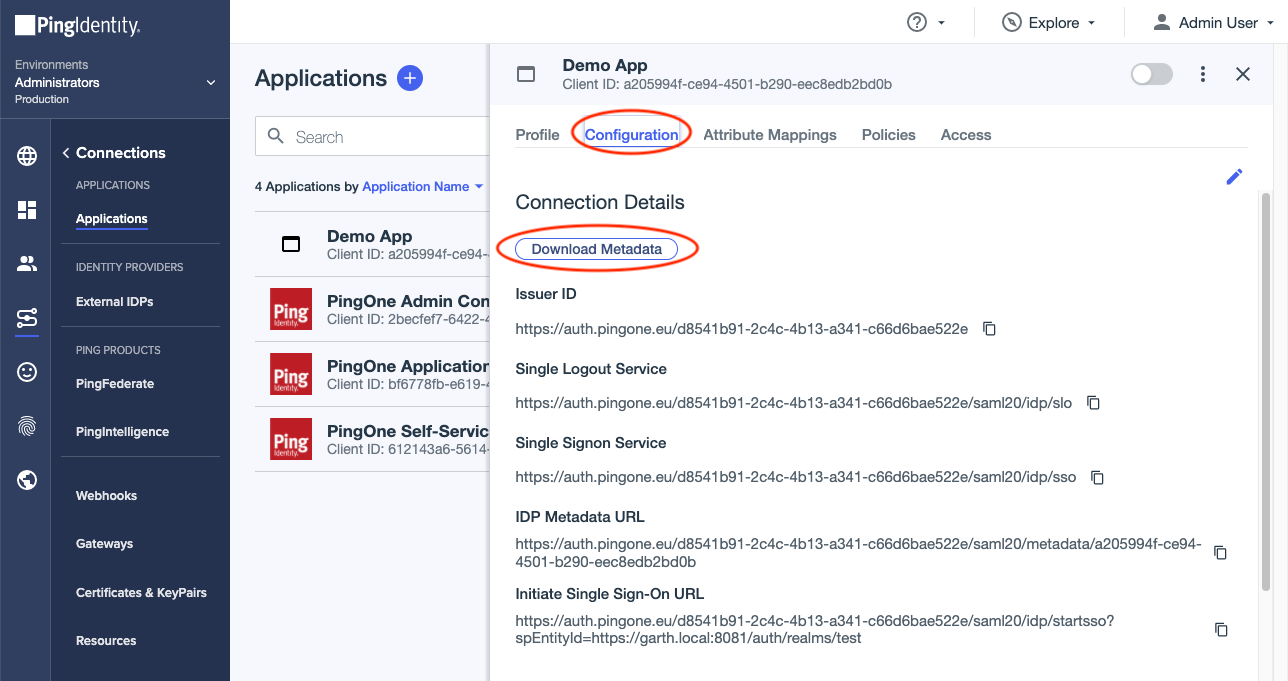 PingIdentity.
Environments
Administrators
Production
Explore
Admin User
Connections
APPLICATIONS
Applications
IDENTITY PROVIDERS
External IDPs
PING PRODUCTS
PingFederate
PingIntelligence
Webhooks
Gateways
Certificates & KeyPairs
Resources
Applications
Search
4 Applications by Application Name
Demo App
Client ID: a205994f-ce94-
Ping
Identity.
PingOne Admin Con
Client ID: 2becfef7-6422-4
Ping
Identity.
PingOne Application
Client ID: bf6778fb-e619-4
Ping
Identity.
PingOne Self-Servic
Client ID: 612143a6-5614-
Demo App
Client ID: a205994f-ce94-4501-b290-eec8edb2bd0b
Profile
Configuration
Attribute Mappings
Policies
Access
Connection Details
Download Metadata
Issuer ID
https://auth.pingone.eu/d8541b91-2c4c-4b13-a341-c66d6bae522e
Single Logout Service
https://auth.pingone.eu/d8541b91-2c4c-4b13-a341-c66d6bae522e/saml20/idp/slo
Single Signon Service
https://auth.pingone.eu/d8541b91-2c4c-4b13-a341-c66d6bae522e/saml20/idp/sso
IDP Metadata URL
https://auth.pingone.eu/d8541b91-2c4c-4b13-a341-c66d6bae522e/saml20/metadata/a205994f-ce94-
4501-b290-eec8edb2bd0b
Initiate Single Sign-On URL
https://auth.pingone.eu/d8541b91-2c4c-4b13-a341-c66d6bae522e/saml20/idp/startsso?
spEntityId=https://garth.local:8081/auth/realms/test